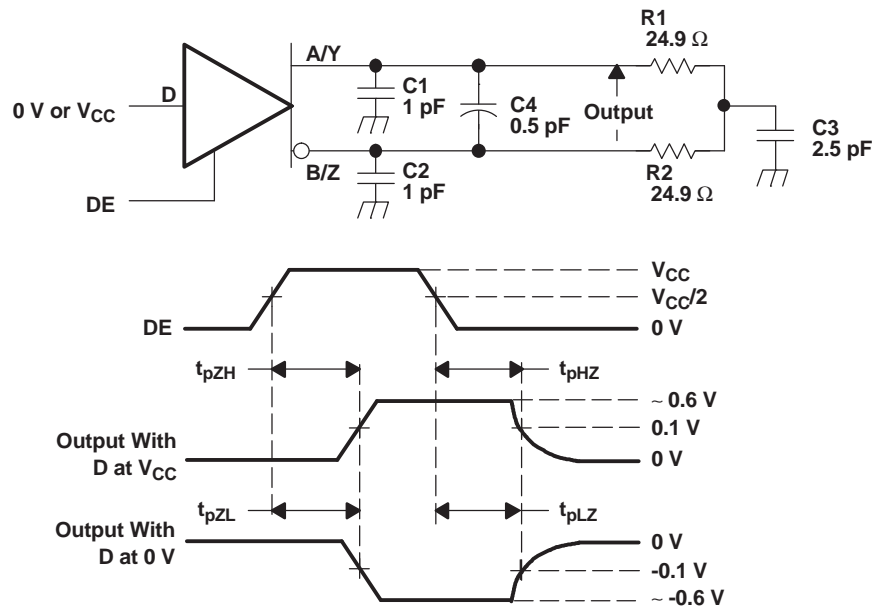 R1
24.9 Ω
A/Y
D
0 V or VCC
C1
1 pF
C4
0.5 pF
Output
C3
2.5 pF
B/Z
C2
1 pF
R2
24.9 Ω
DE
VCC
VCC/2
DE
0 V
tpZH
tpHZ
~ 0.6 V
0.1 V
Output With
D at VCC
0 V
tpZL
tpLZ
Output With
D at 0 V
0 V
-0.1 V
~ -0.6 V